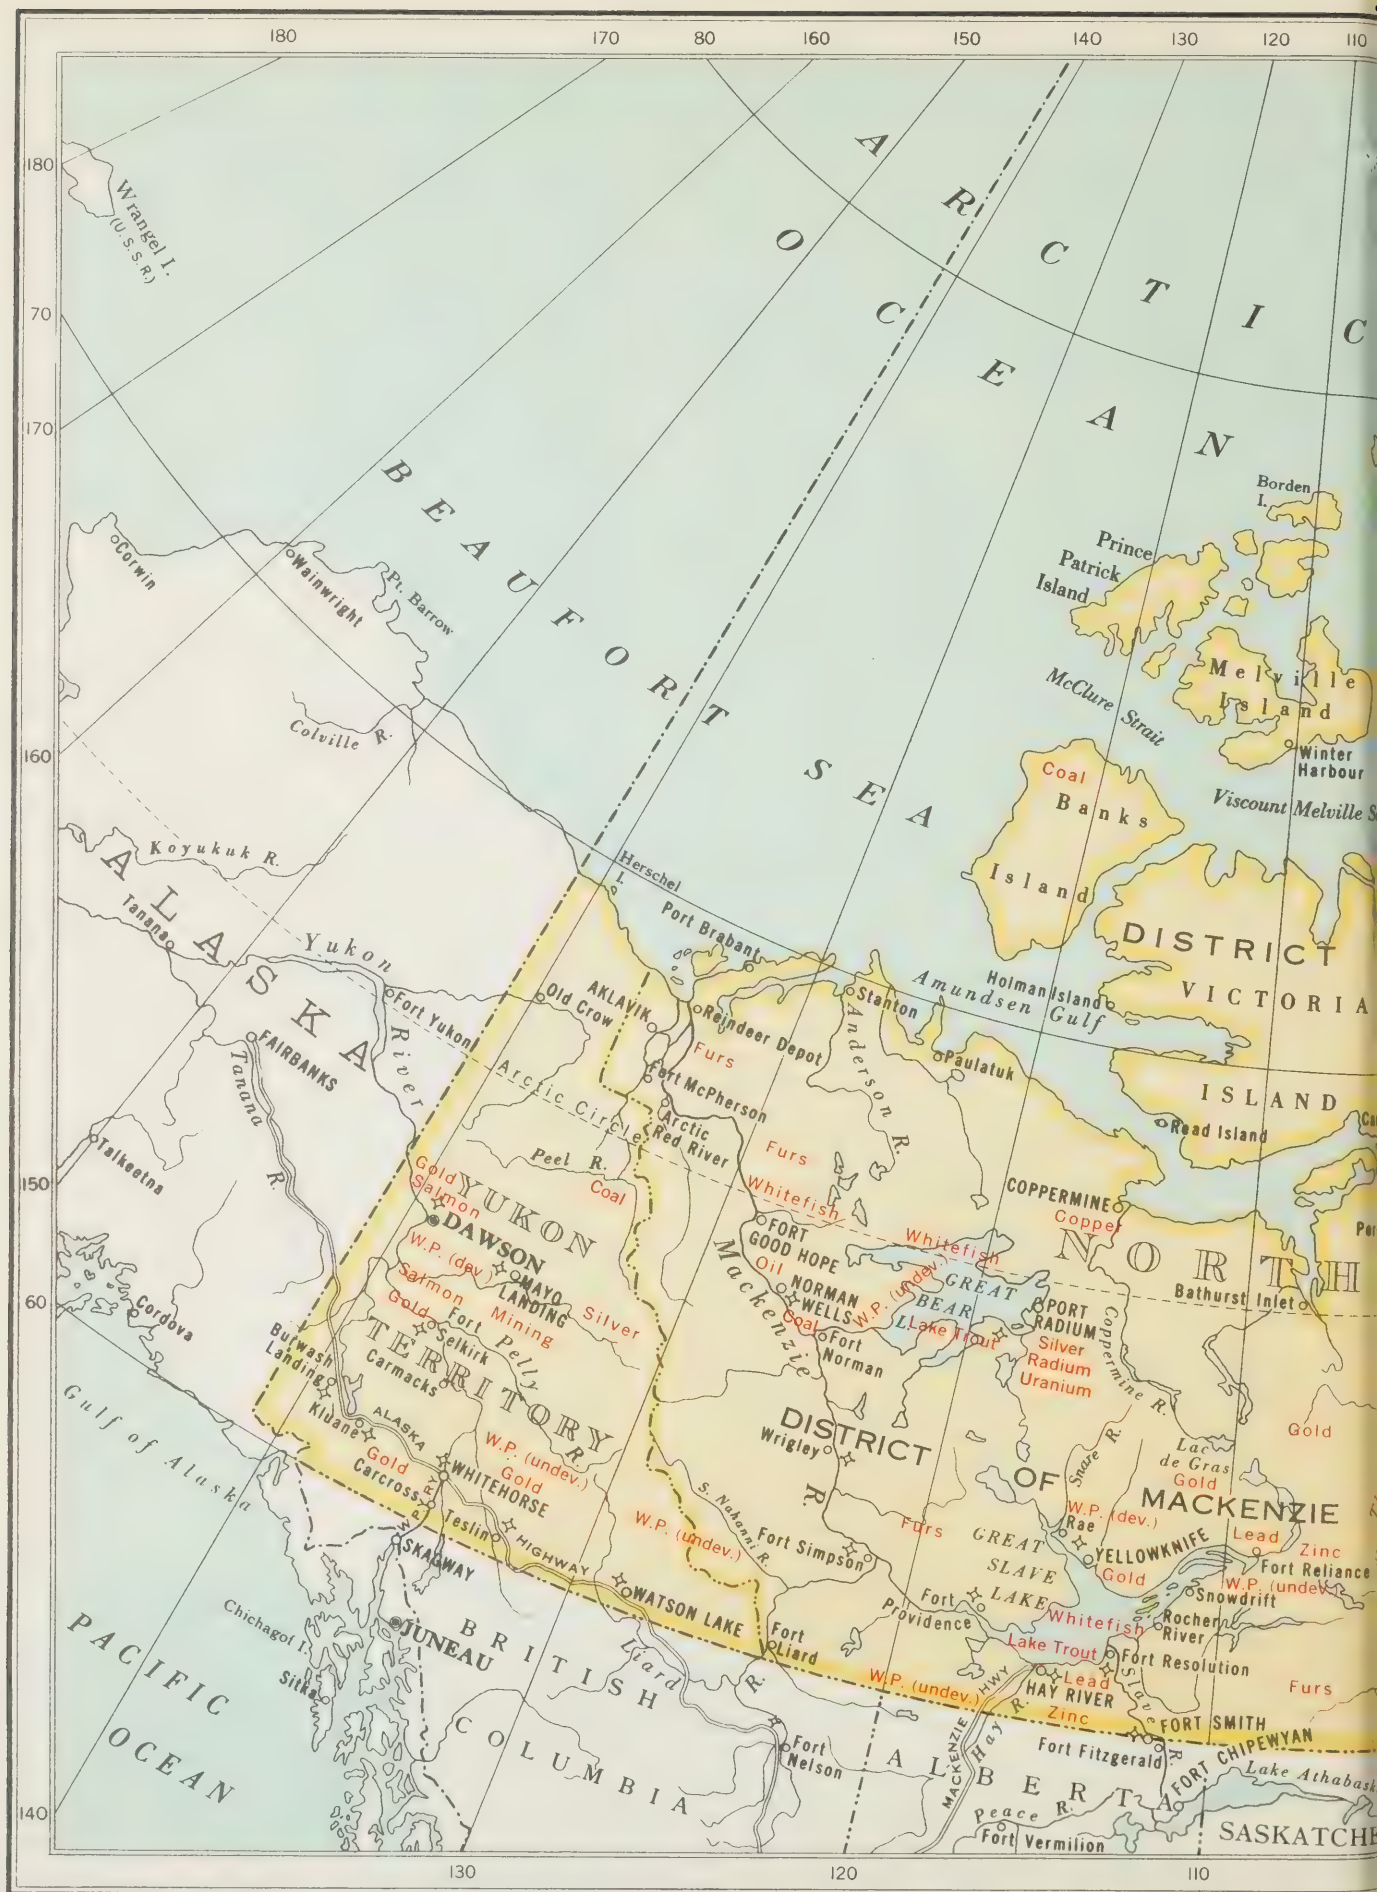 180
170
80
160
150
140
130
120
110
180
70
170
160
150
60
140
130
120
110
ARCTIC
OCEAN
Wrangel I.
(U.S.S.R.)
BEAUFORT SEA
Borden
I.
Prince
Patrick
Island
Melville
Island
McClure Strait
Winter
Harbour
Viscount Melville
Coal
Banks
Island
Corwin
Wainwright
Pt. Barrow
Colville R.
Koyukuk R.
ALASKA
Tanana
Yukon
River
Fort Yukon
FAIRBANKS
Tanana R.
Talkeetna
Cordova
Gulf of Alaska
Herschel
I.
Port Brabant
Old Crow
AKLAVIK
Reindeer Depot
Furs
Fort McPherson
Arctic
Red River
Arctic Circle
Stanton
Anderson R.
Amundsen Gulf
Holman Island
Paulatuk
DISTRICT
VICTORIA
ISLAND
Read Island
Peel R.
Coal
Gold
Salmon
YUKON
DAWSON
W.P. (dev.)
MAYO
LANDING
Silver
Salmon
Mining
Gold
Fort
Selkirk
Pelly
R.
TERRITORY
Carmacks
Burwash
Landing
Kluane
ALASKA
HIGHWAY
Gold
Carcross
W.P. & Y. RY
WHITEHORSE
W.P. (undev.)
Gold
Teslin
SKAGWAY
W.P. (undev.)
WATSON LAKE
Furs
Whitefish
FORT
GOOD HOPE
Oil
NORMAN
WELLS
Coal
Fort
Norman
Mackenzie
R.
W.P. (undev.)
Whitefish
GREAT
BEAR
L.
Lake Trout
COPPERMINE
Copper
NORTH
Bathurst Inlet
PORT
RADIUM
Silver
Radium
Uranium
Coppermine R.
Gold
DISTRICT
OF
MACKENZIE
Wrigley
Snare R.
Lac
de Gras
Gold
W.P. (dev.)
Rae
YELLOWKNIFE
Gold
Lead
Zinc
Fort Reliance
W.P. (undev.)
Snowdrift
S. Nahanni R.
Fort Simpson
Furs
GREAT
SLAVE
LAKE
Fort
Providence
Whitefish
Rocher
River
Lake Trout
Fort Resolution
Lead
HAY RIVER
Zinc
Slave
R.
Furs
Fort
Liard
W.P. (undev.)
MACKENZIE HWY
Hay R.
FORT SMITH
Fort Fitzgerald
FORT CHIPEWYAN
Lake Athabask
PACIFIC
OCEAN
Chichagof I.
Sitka
JUNEAU
BRITISH
COLUMBIA
Liard
R.
Fort
Nelson
ALBERTA
Peace R.
Fort Vermilion
SASKATCHE